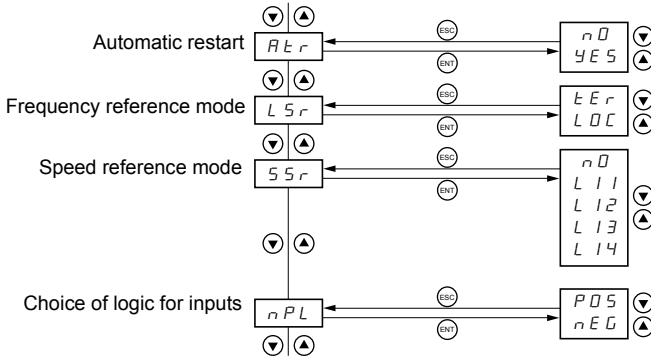 Automatic restart
Atr
ESC
ENT
nO
YES
Frequency reference mode
LSr
ESC
ENT
tEr
LOC
Speed reference mode
SSr
ESC
ENT
nO
LI1
LI2
LI3
LI4
Choice of logic for inputs
nPL
ESC
ENT
POS
nEG